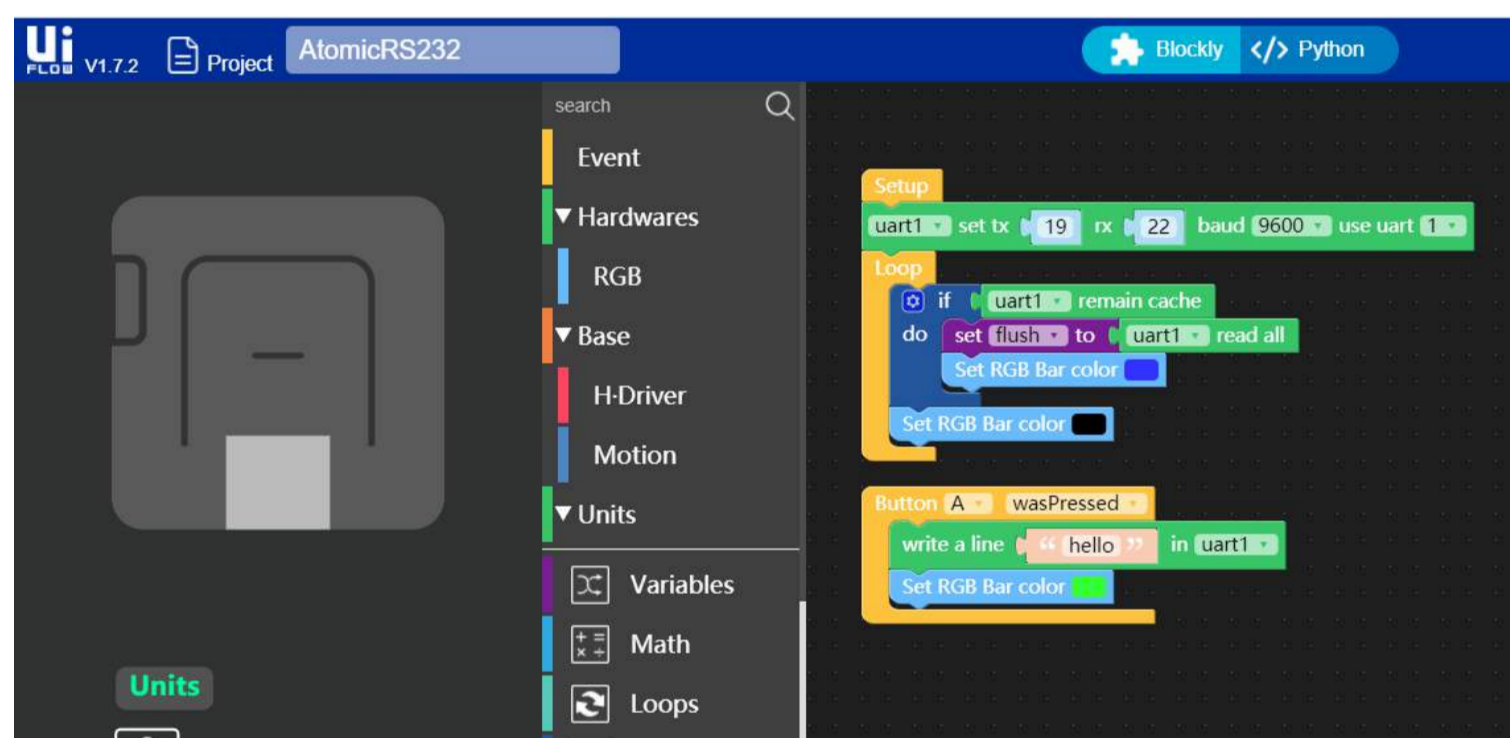 Ui FLOW V1.7.2 Project AtomicRS232 Blockly </> Python
search
Event
Hardwares
RGB
Base
H-Driver
Motion
Units
Variables
Math
Loops
Units
Setup
uart1 set tx 19 rx 22 baud 9600 use uart 1
Loop
if uart1 remain cache
do set flush to uart1 read all
Set RGB Bar color
Set RGB Bar color
Button A wasPressed
write a line “ hello ” in uart1
Set RGB Bar color